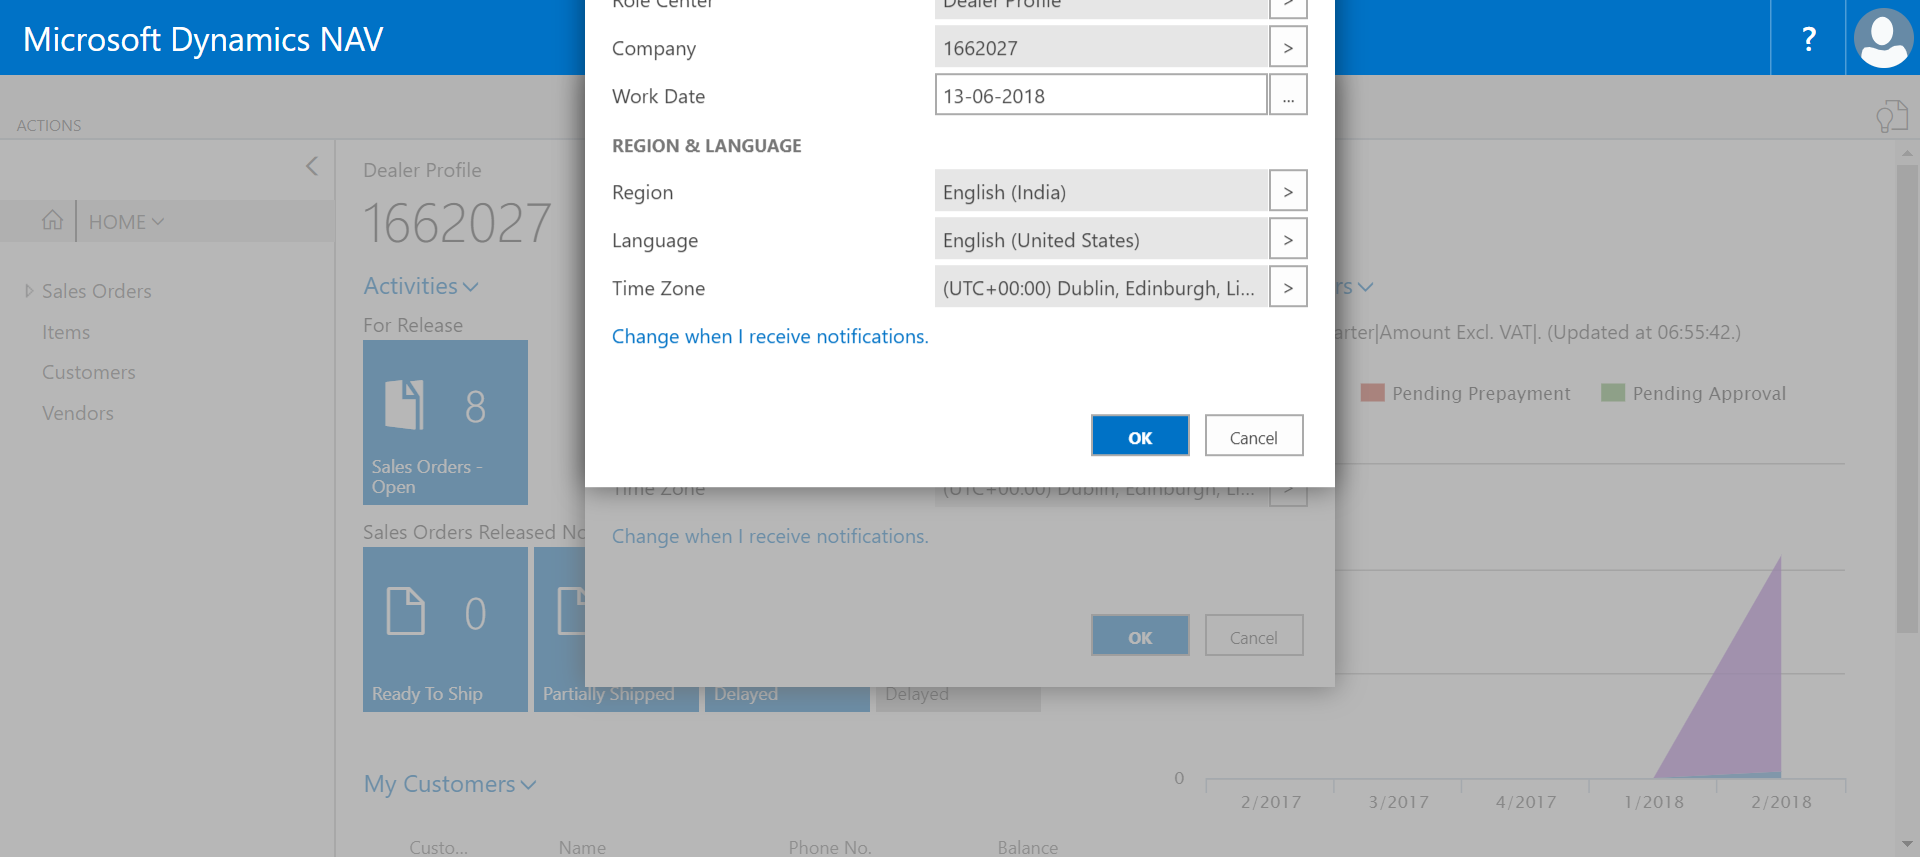 Microsoft Dynamics NAV
?
ACTIONS
HOME
Sales Orders
Items
Customers
Vendors
Dealer Profile
1662027
Activities
For Release
8
Sales Orders -
Open
Sales Orders Released No
0
Ready To Ship
Partially Shipped
Delayed
Delayed
My Customers
Custo...
Name
Phone No.
Balance
Role Center
Dealer Profile
>
Company
1662027
>
Work Date
13-06-2018
...
REGION & LANGUAGE
Region
English (India)
>
Language
English (United States)
>
Time Zone
(UTC+00:00) Dublin, Edinburgh, Li...
>
Change when I receive notifications.
OK
Cancel
Time Zone
(UTC+00:00) Dublin, Edinburgh, Li...
>
Change when I receive notifications.
OK
Cancel
rs
arter|Amount Excl. VAT|. (Updated at 06:55:42.)
Pending Prepayment
Pending Approval
0
2/2017
3/2017
4/2017
1/2018
2/2018